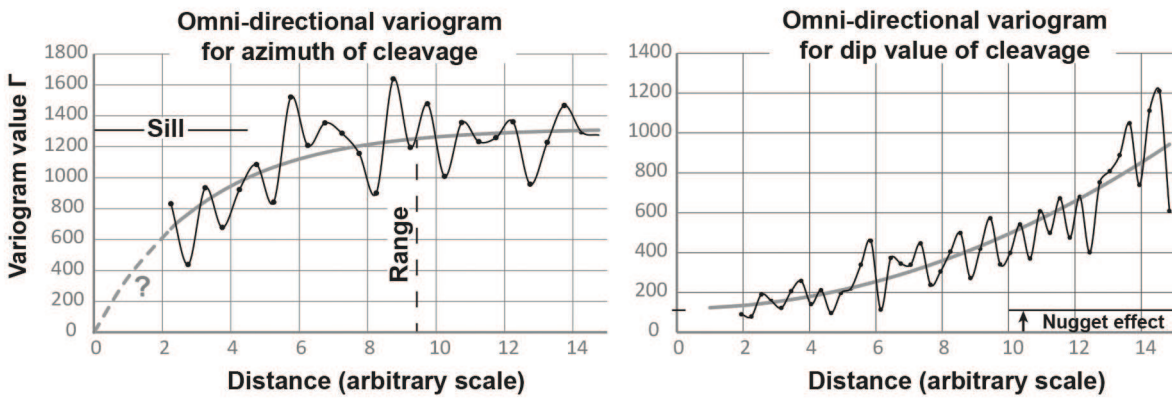 Omni-directional variogram
for azimuth of cleavage
Variogram value Γ
1800
1600
1400
1200
1000
800
600
400
200
0
Sill
Range
?
0 2 4 6 8 10 12 14
Distance (arbitrary scale)
Omni-directional variogram
for dip value of cleavage
1400
1200
1000
800
600
400
200
0
Nugget effect
0 2 4 6 8 10 12 14
Distance (arbitrary scale)